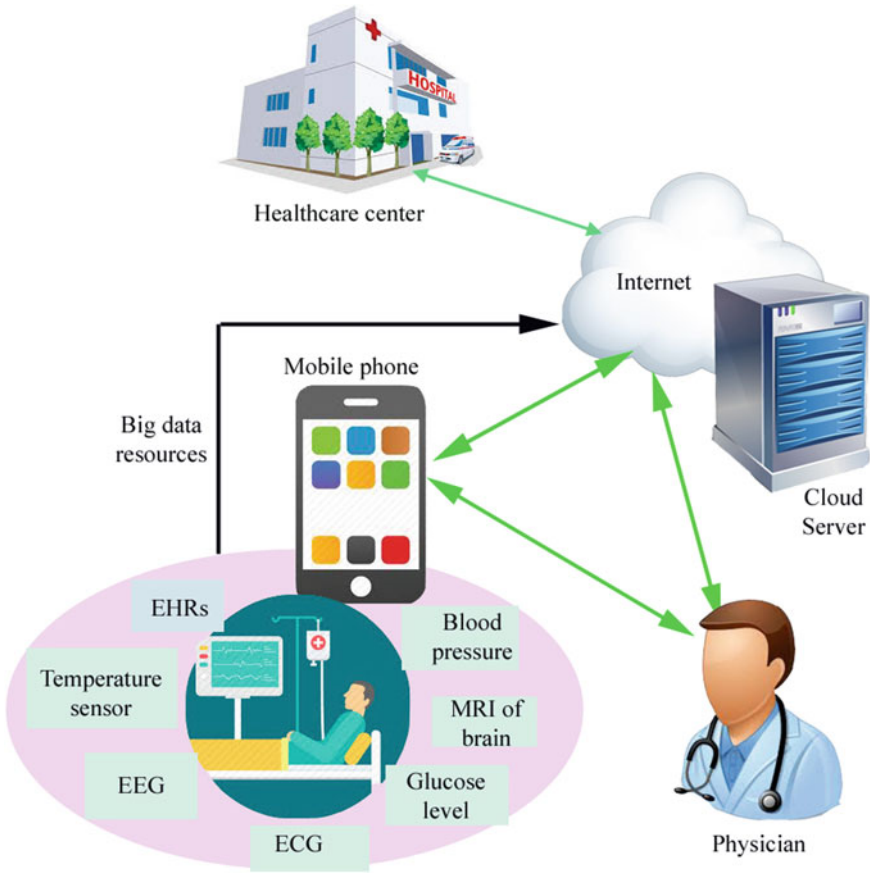 HOSPITAL
Healthcare center
Internet
Mobile phone
Big data
resources
Cloud
Server
EHRs
Blood
pressure
Temperature
sensor
MRI of
brain
EEG
Glucose
level
ECG
Physician